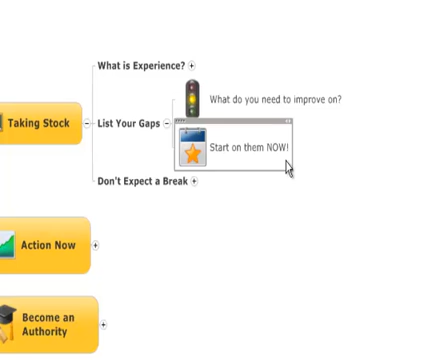 What is Experience?
What do you need to improve on?
Taking Stock
List Your Gaps
Start on them NOW!
Don't Expect a Break
Action Now
Become an
Authority